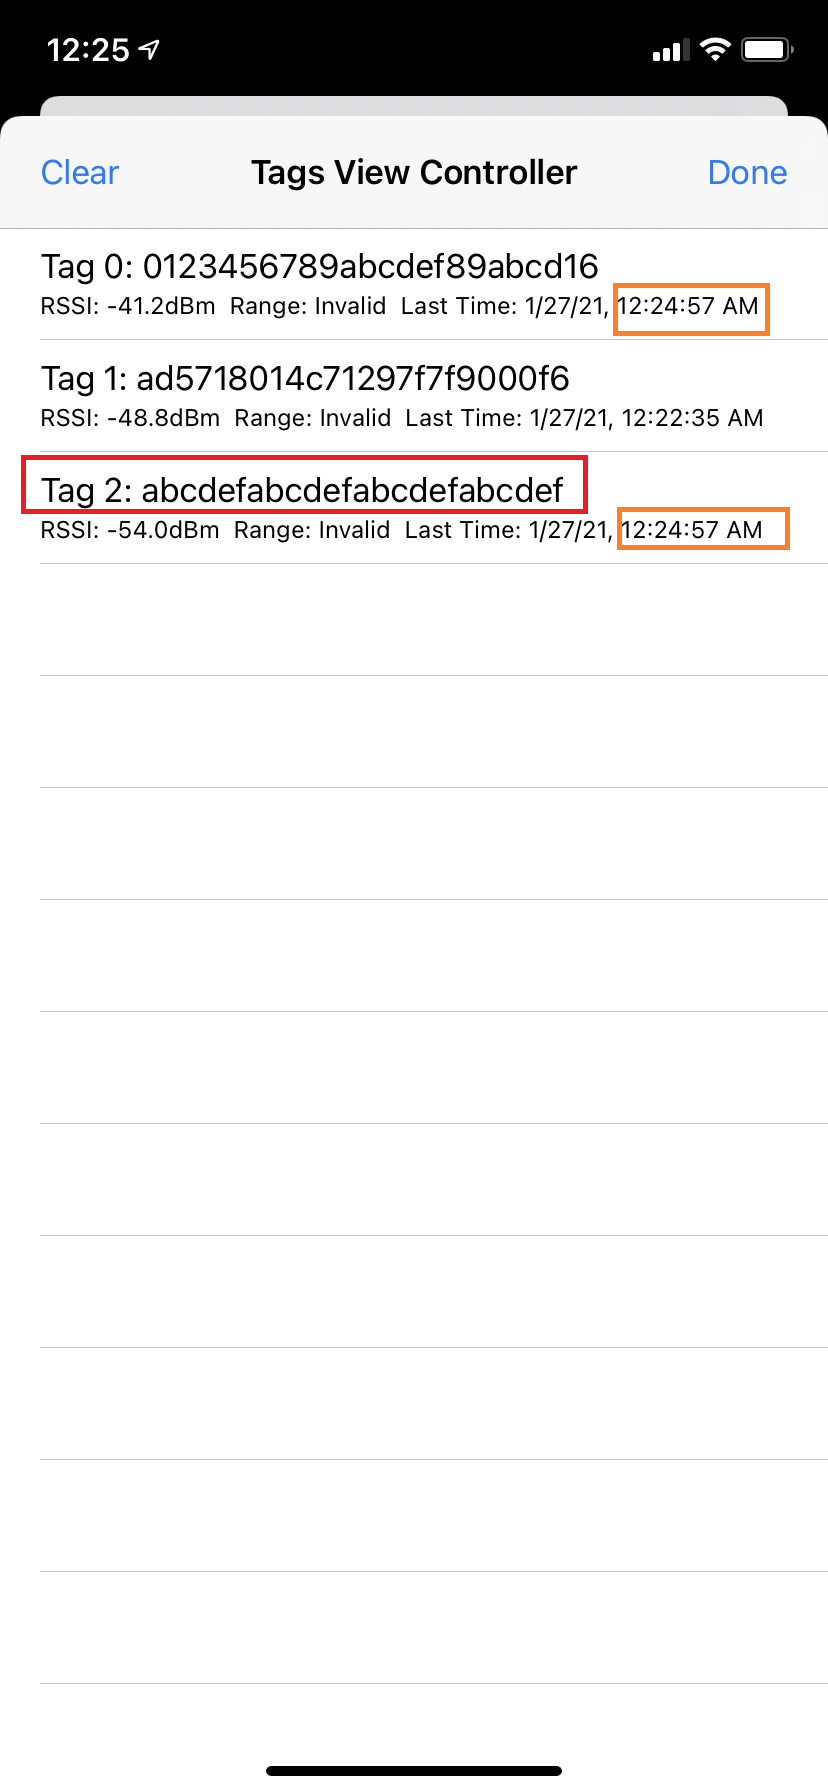 12:25
Clear Tags View Controller Done
Tag 0: 0123456789abcdef89abcd16
RSSI: -41.2dBm Range: Invalid Last Time: 1/27/21, 12:24:57 AM
Tag 1: ad5718014c71297f7f9000f6
RSSI: -48.8dBm Range: Invalid Last Time: 1/27/21, 12:22:35 AM
Tag 2: abcdefabcdefabcdefabcdef
RSSI: -54.0dBm Range: Invalid Last Time: 1/27/21, 12:24:57 AM